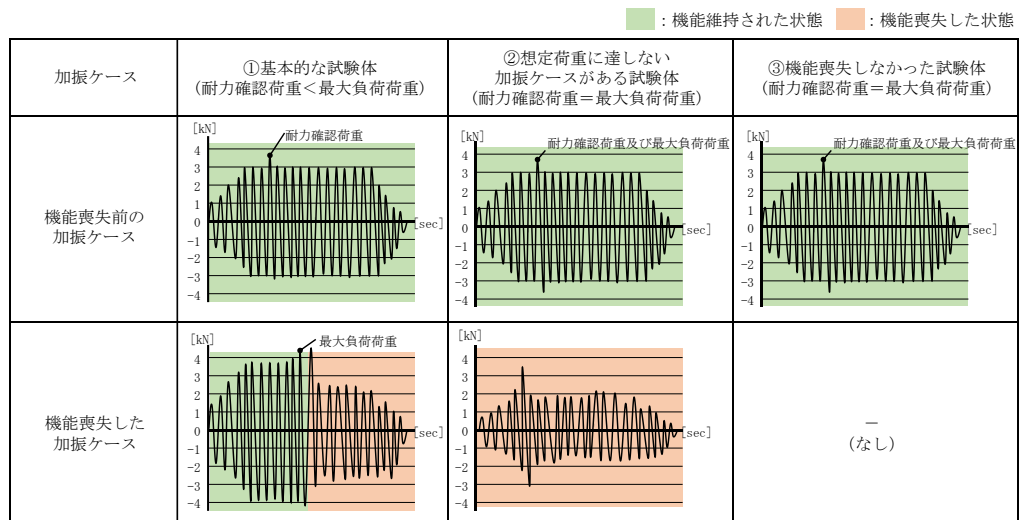 ：機能維持された状態
：機能喪失した状態
加振ケース
①基本的な試験体
(耐力確認荷重＜最大負荷荷重)
②想定荷重に達しない
加振ケースがある試験体
(耐力確認荷重＝最大負荷荷重)
③機能喪失しなかった試験体
(耐力確認荷重＝最大負荷荷重)
機能喪失前の
加振ケース
[kN]
耐力確認荷重
4
3
2
1
0
-1
-2
-3
-4
[sec]
[kN]
耐力確認荷重及び最大負荷荷重
4
3
2
1
0
-1
-2
-3
-4
[sec]
[kN]
耐力確認荷重及び最大負荷荷重
4
3
2
1
0
-1
-2
-3
-4
[sec]
機能喪失した
加振ケース
[kN]
最大負荷荷重
4
3
2
1
0
-1
-2
-3
-4
[sec]
[kN]
4
3
2
1
0
-1
-2
-3
-4
[sec]
－
(なし)